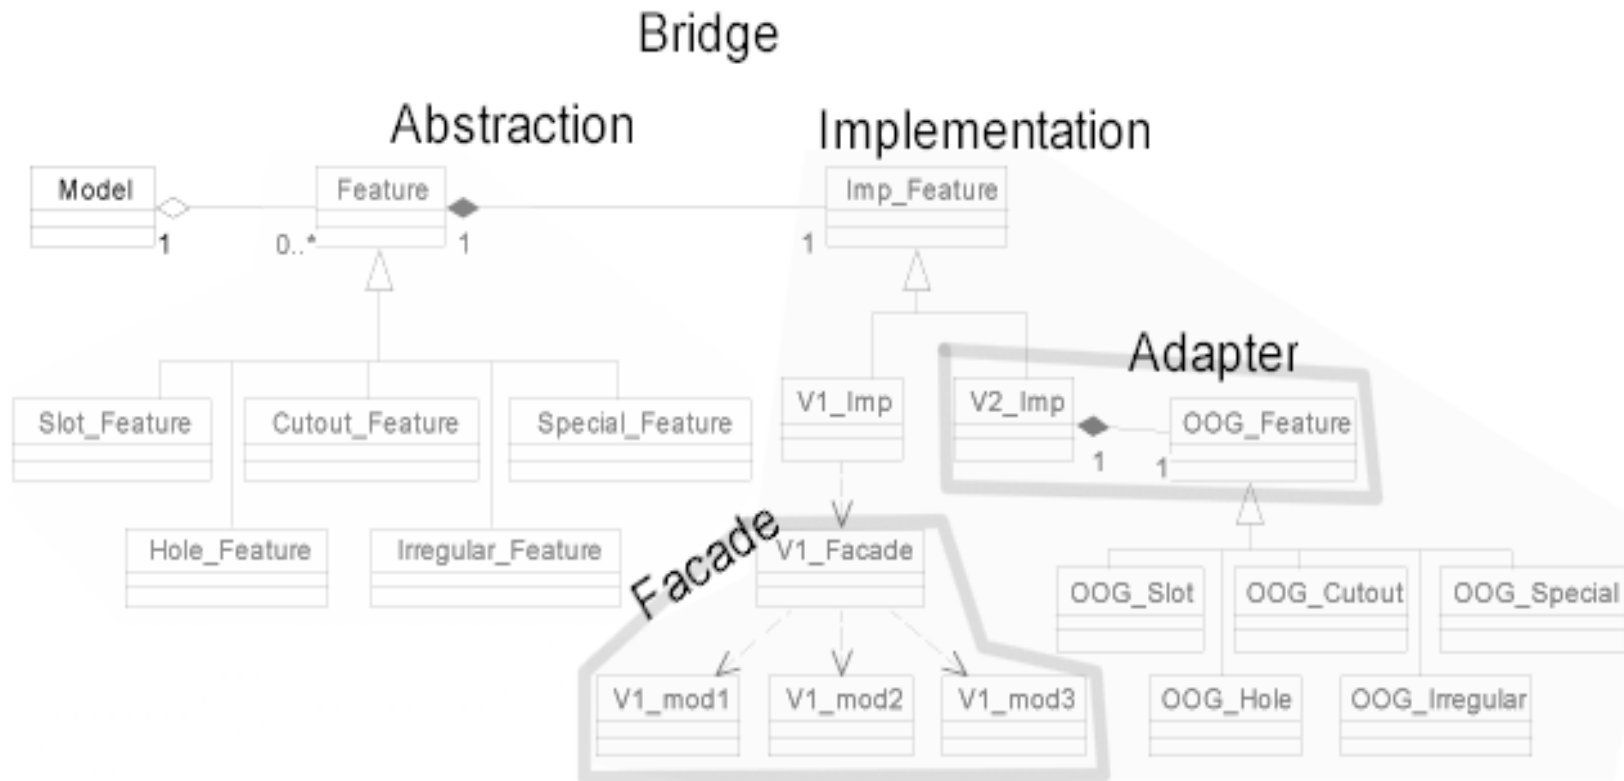 Bridge
Abstraction
Implementation
Model
Feature
Imp_Feature
1
0..*
1
1
Adapter
V1_Imp
V2_Imp
OOG_Feature
1
1
Slot_Feature
Cutout_Feature
Special_Feature
Hole_Feature
Irregular_Feature
Facade
V1_Facade
OOG_Slot
OOG_Cutout
OOG_Special
V1_mod1
V1_mod2
V1_mod3
OOG_Hole
OOG_Irregular